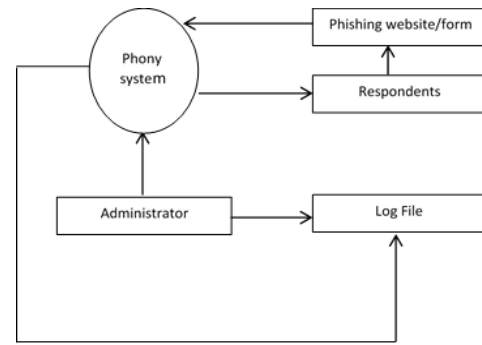 Phishing website/form
Phony
system
Respondents
Administrator
Log File